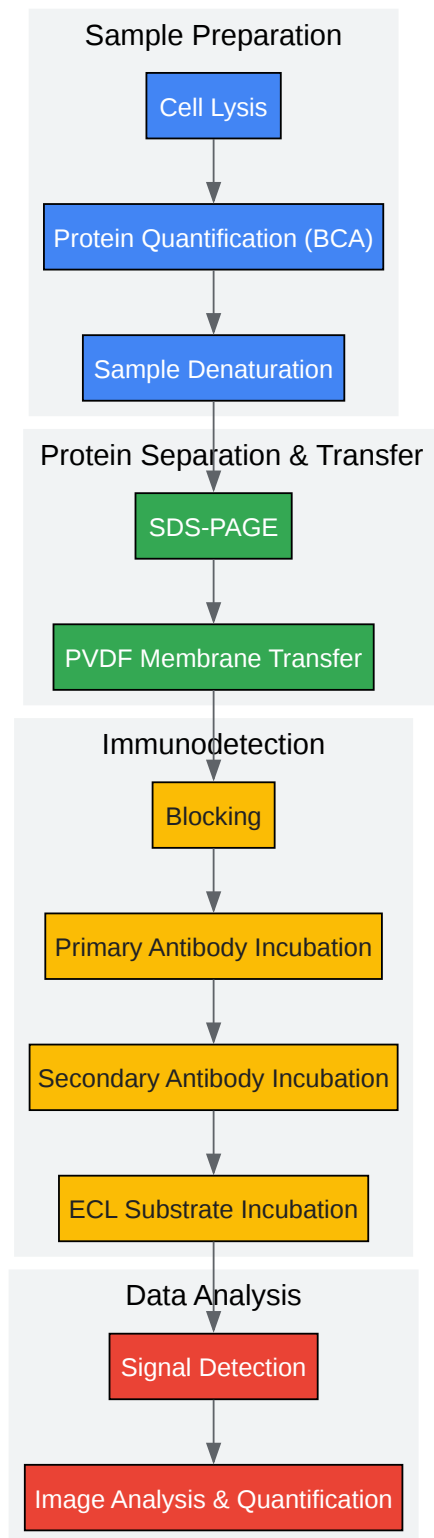 Sample Preparation
Cell Lysis
Protein Quantification (BCA)
Sample Denaturation
Protein Separation & Transfer
SDS-PAGE
PVDF Membrane Transfer
Immunodetection
Blocking
Primary Antibody Incubation
Secondary Antibody Incubation
ECL Substrate Incubation
Data Analysis
Signal Detection
Image Analysis & Quantification